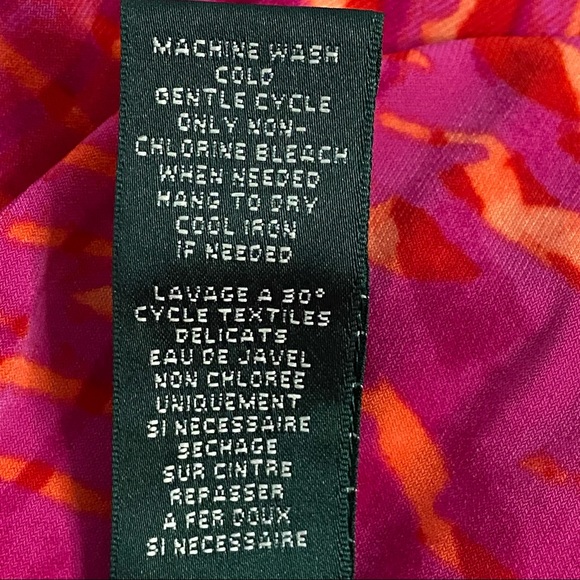 MACHINE WASH
COLD
GENTLE CYCLE
ONLY NON-
CHLORINE BLEACH
WHEN NEEDED
HANG TO DRY
COOL IRON
IF NEEDED
LAVAGE A 30°
CYCLE TEXTILES
DELICATS
EAU DE JAVEL
NON CHLOREE
UNIQUEMENT
SI NECESSAIRE
SECHAGE
SUR CINTRE
REPASSER
A FER DOUX
SI NECESSAIRE